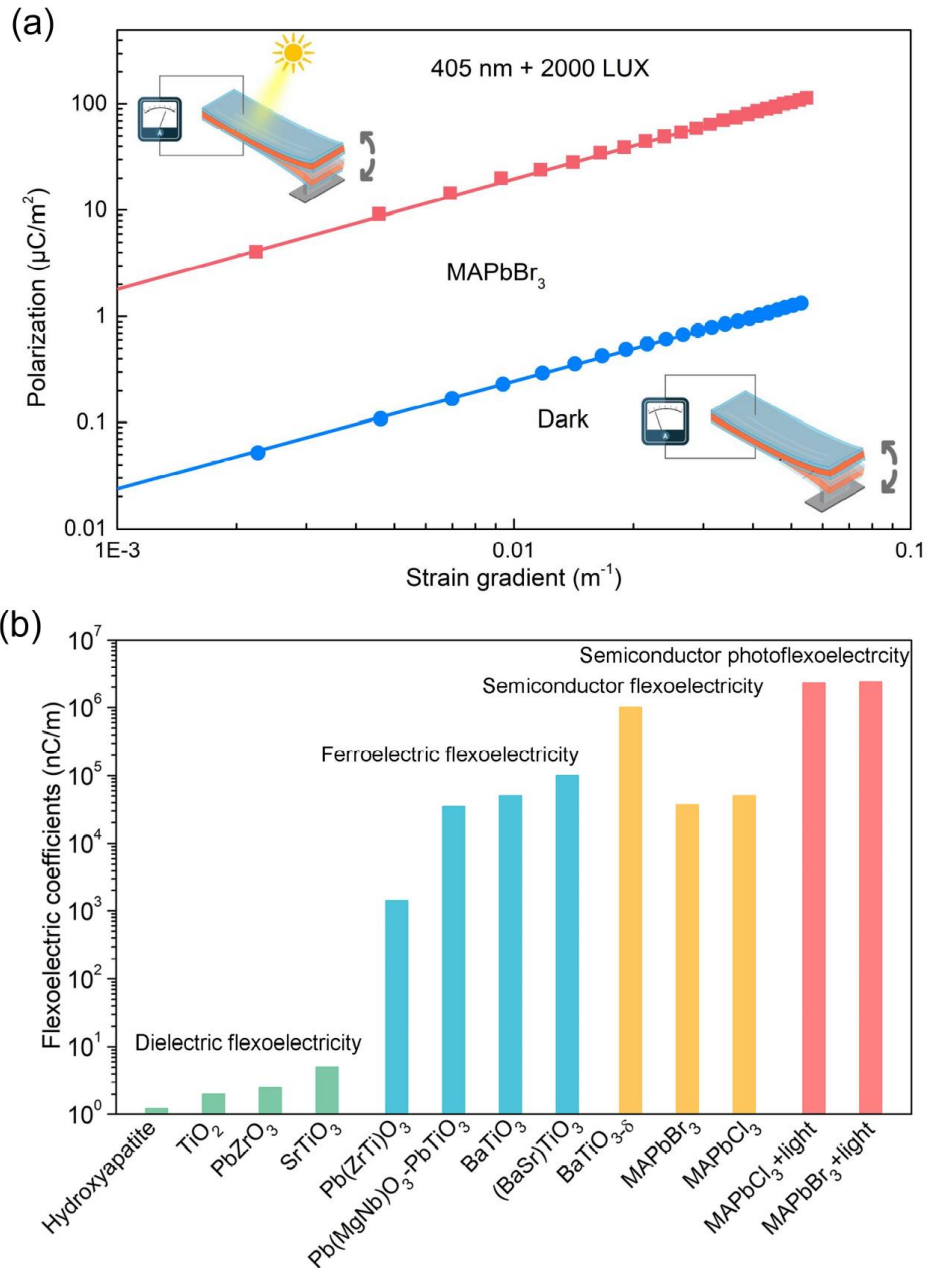 (a)
405 nm + 2000 LUX
100
10
1
0.1
0.01
Polarization (μC/m²)
MAPbBr₃
Dark
A
A
1E-3
0.01
0.1
Strain gradient (m⁻¹)
(b)
10⁷
10⁶
10⁵
10⁴
10³
10²
10¹
10⁰
Flexoelectric coefficients (nC/m)
Semiconductor photoflexoelectrcity
Semiconductor flexoelectricity
Ferroelectric flexoelectricity
Dielectric flexoelectricity
Hydroxyapatite
TiO₂
PbZrO₃
SrTiO₃
Pb(ZrTi)O₃
Pb(MgNb)O₃-PbTiO₃
BaTiO₃
(BaSr)TiO₃
BaTiO₃₋δ
MAPbBr₃
MAPbCl₃
MAPbCl₃+light
MAPbBr₃+light